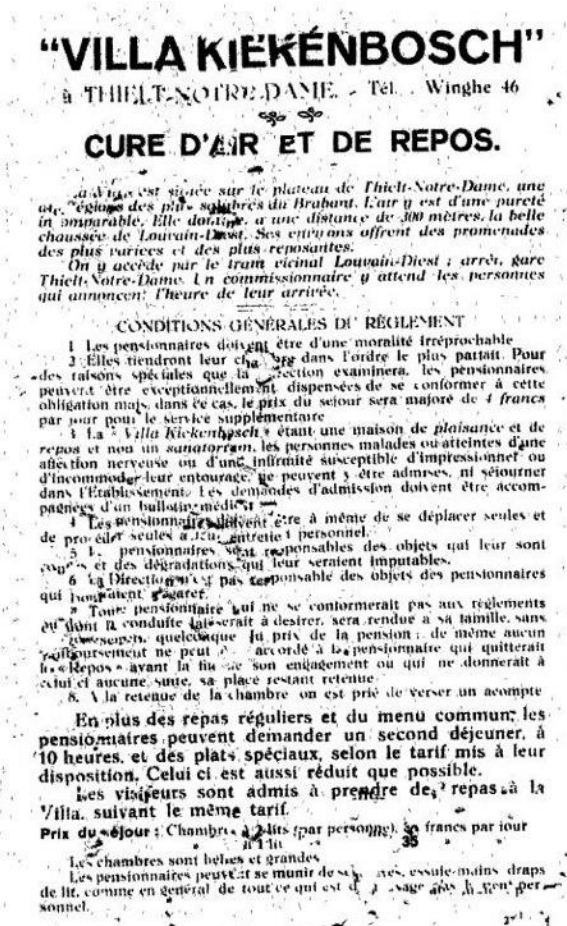 "VILLA KIEKENBOSCH"
à THIELT-NOTRE-DAME. - Tél. Winghe 46
CURE D'AIR ET DE REPOS.
est située sur le plateau de Thielt-Notre-Dame, une
régions des plus salubres du Brabant. L'air y est d'une pureté
Elle a une distance de 300 mètres, la belle
chaussée de Louvain-Diest. Ses environs offrent des promenades
des plus variées et des plus reposantes.
On y accède par le tram vicinal Louvain-Diest ; arrêt, gare
Thielt-Notre-Dame. Un commissionnaire y attend les personnes
qui annoncent l'heure de leur arrivée.
CONDITIONS GÉNÉRALES DU RÈGLEMENT
1 Les pensionnaires doivent être d'une moralité irréprochable
2 Elles tiendront leur chambre dans l'ordre le plus parfait. Pour
des raisons spéciales que la Direction examinera, les pensionnaires
peuvent être exceptionnellement dispensées de se conformer à cette
obligation mais, dans ce cas, le prix du séjour sera majoré de 4 francs
par jour pour le service supplémentaire
3 La « Villa Kiekenbosch » étant une maison de plaisance et de
repos et non un sanatorium, les personnes malades ou atteintes d'une
affection nerveuse ou d'une infirmité susceptible d'impressionner ou
d'incommoder leur entourage, ne peuvent y être admises, ni séjourner
dans l'Établissement. Les demandes d'admission doivent être accom-
pagnées d'un bulletin médical
4 Les pensionnaires doivent être à même de se déplacer seules et
de procéder seules à leur entretien personnel.
5 pensionnaires sont responsables des objets qui leur sont
et des dégradations qui leur seraient imputables.
6 La Direction n'est pas responsable des objets des pensionnaires
qui
Toute pensionnaire qui ne se conformerait pas aux règlements
ou dont la conduite laisserait à désirer, sera rendue à sa famille, sans
quelconque du prix de la pension ; de même aucun
remboursement ne peut accordé à la pensionnaire qui quitterait
le « Repos » avant la fin de son engagement ou qui ne donnerait à
celui ci aucune suite, sa place restant retenue
8. A la retenue de la chambre on est prié de verser un acompte
En plus des repas réguliers et du menu commun, les
pensionnaires peuvent demander un second déjeuner, à
10 heures, et des plats spéciaux, selon le tarif mis à leur
disposition. Celui ci est aussi réduit que possible.
Les visiteurs sont admis à prendre des repas à la
Villa, suivant le même tarif.
Prix du séjour : Chambre à 2 lits (par personne), francs par jour
à 1 lit 35
Les chambres sont belles et grandes
Les pensionnaires peuvent se munir de essuie-mains draps
de lit, comme en général de tout ce qui est per-
sonnel.